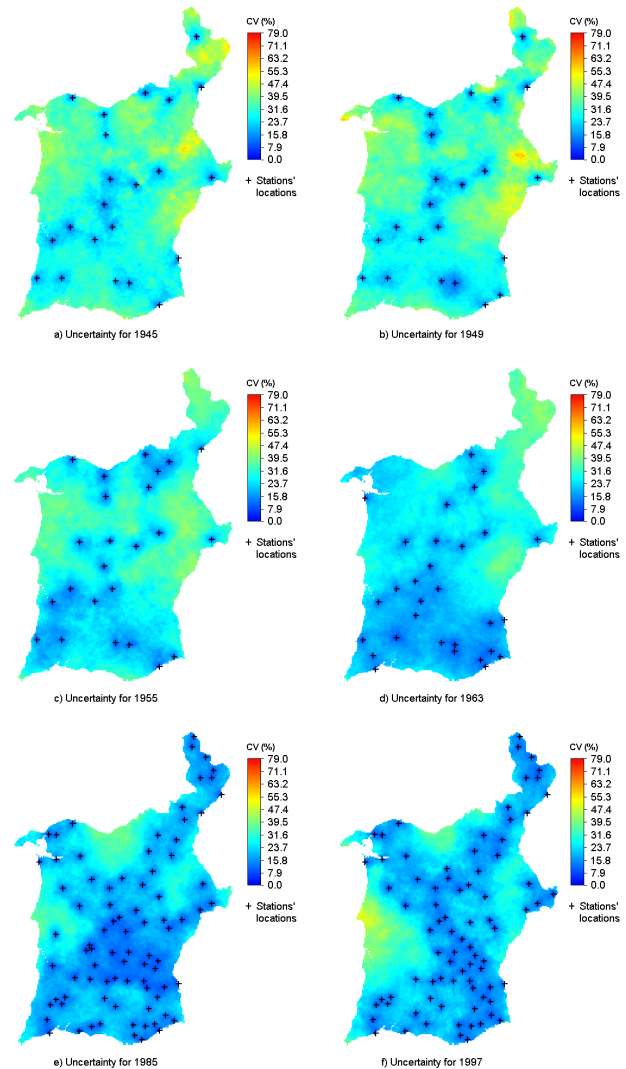 CV (%)
79.0
71.1
63.2
55.3
47.4
39.5
31.6
23.7
15.8
7.9
0.0
+ Stations'
locations
a) Uncertainty for 1945
CV (%)
79.0
71.1
63.2
55.3
47.4
39.5
31.6
23.7
15.8
7.9
0.0
+ Stations'
locations
b) Uncertainty for 1949
CV (%)
79.0
71.1
63.2
55.3
47.4
39.5
31.6
23.7
15.8
7.9
0.0
+ Stations'
locations
c) Uncertainty for 1955
CV (%)
79.0
71.1
63.2
55.3
47.4
39.5
31.6
23.7
15.8
7.9
0.0
+ Stations'
locations
d) Uncertainty for 1963
CV (%)
79.0
71.1
63.2
55.3
47.4
39.5
31.6
23.7
15.8
7.9
0.0
+ Stations'
locations
e) Uncertainty for 1985
CV (%)
79.0
71.1
63.2
55.3
47.4
39.5
31.6
23.7
15.8
7.9
0.0
+ Stations'
locations
f) Uncertainty for 1997